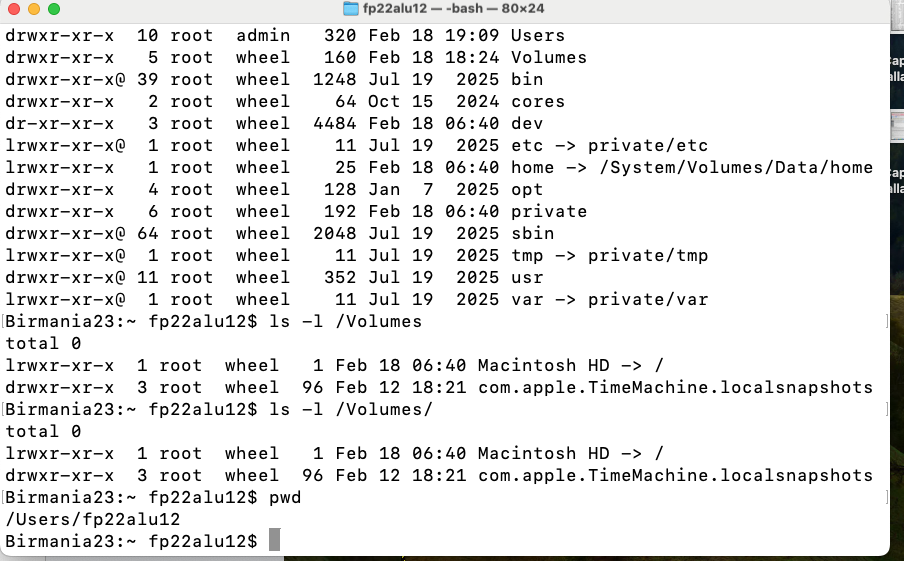 fp22alu12 — -bash — 80×24
drwxr-xr-x  10 root  admin   320 Feb 18 19:09 Users
drwxr-xr-x   5 root  wheel   160 Feb 18 18:24 Volumes
drwxr-xr-x@ 39 root  wheel  1248 Jul 19  2025 bin
drwxr-xr-x   2 root  wheel    64 Oct 15  2024 cores
dr-xr-xr-x   3 root  wheel  4484 Feb 18 06:40 dev
lrwxr-xr-x@  1 root  wheel    11 Jul 19  2025 etc -> private/etc
lrwxr-xr-x   1 root  wheel    25 Feb 18 06:40 home -> /System/Volumes/Data/home
drwxr-xr-x   4 root  wheel   128 Jan  7  2025 opt
drwxr-xr-x   6 root  wheel   192 Feb 18 06:40 private
drwxr-xr-x@ 64 root  wheel  2048 Jul 19  2025 sbin
lrwxr-xr-x@  1 root  wheel    11 Jul 19  2025 tmp -> private/tmp
drwxr-xr-x@ 11 root  wheel   352 Jul 19  2025 usr
lrwxr-xr-x@  1 root  wheel    11 Jul 19  2025 var -> private/var
[Birmania23:~ fp22alu12$ ls -l /Volumes ]
total 0
lrwxr-xr-x  1 root  wheel   1 Feb 18 06:40 Macintosh HD -> /
drwxr-xr-x  3 root  wheel  96 Feb 12 18:21 com.apple.TimeMachine.localsnapshots
[Birmania23:~ fp22alu12$ ls -l /Volumes/ ]
total 0
lrwxr-xr-x  1 root  wheel   1 Feb 18 06:40 Macintosh HD -> /
drwxr-xr-x  3 root  wheel  96 Feb 12 18:21 com.apple.TimeMachine.localsnapshots
[Birmania23:~ fp22alu12$ pwd ]
/Users/fp22alu12
Birmania23:~ fp22alu12$